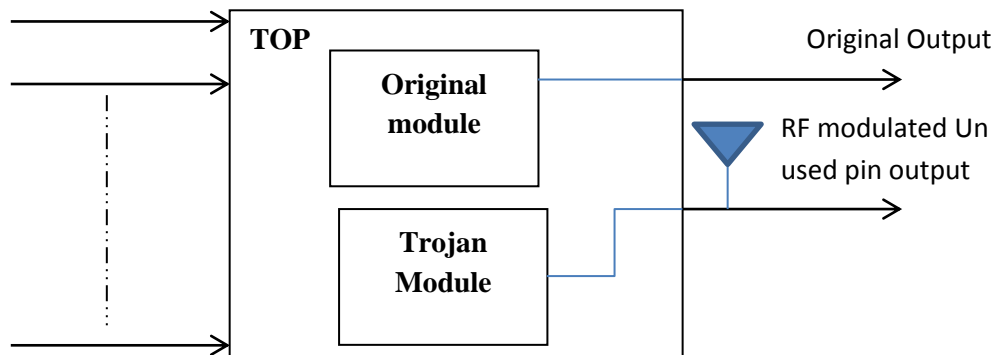 TOP
Original
module
Original Output
RF modulated Un
used pin output
Trojan
Module